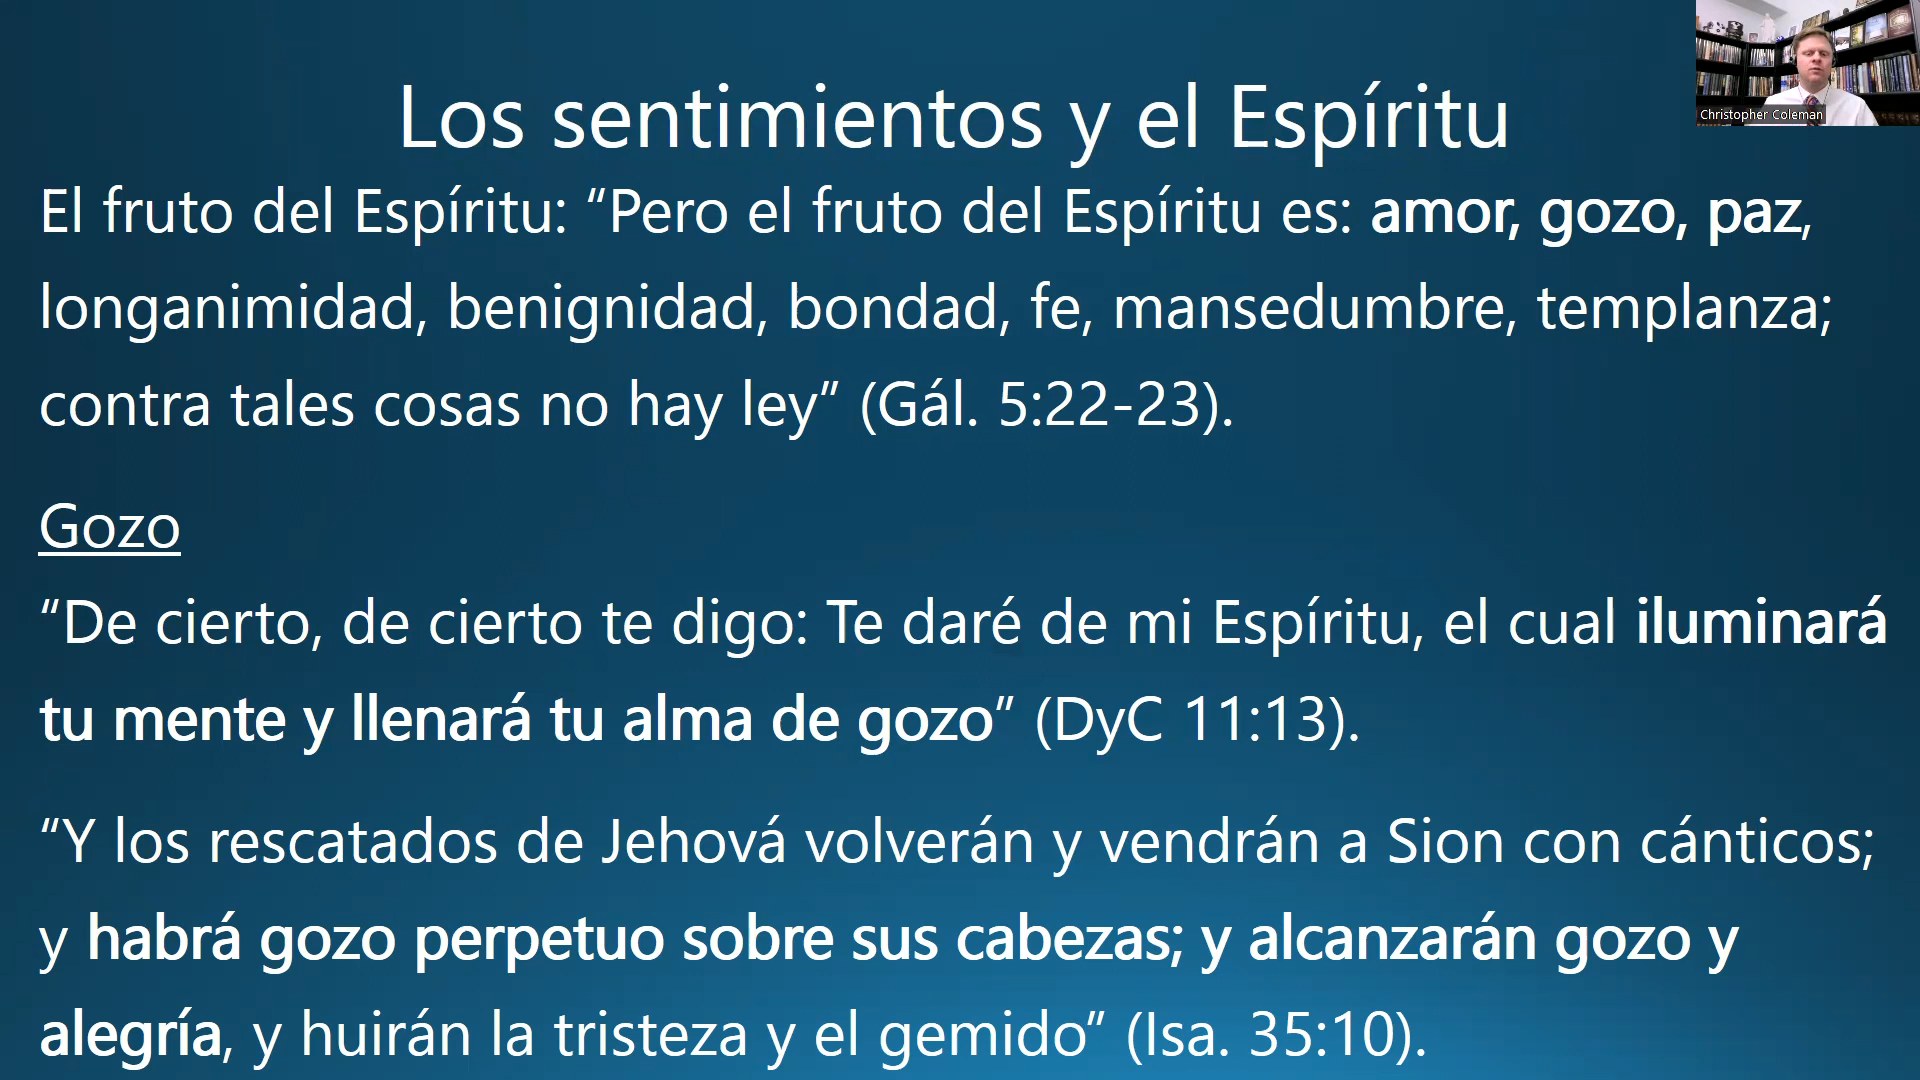 Los sentimientos y el Espíritu
Christopher Coleman
El fruto del Espíritu: “Pero el fruto del Espíritu es: amor, gozo, paz,
longanimidad, benignidad, bondad, fe, mansedumbre, templanza;
contra tales cosas no hay ley” (Gál. 5:22-23).
Gozo
“De cierto, de cierto te digo: Te daré de mi Espíritu, el cual iluminará
tu mente y llenará tu alma de gozo” (DyC 11:13).
“Y los rescatados de Jehová volverán y vendrán a Sion con cánticos;
y habrá gozo perpetuo sobre sus cabezas; y alcanzarán gozo y
alegría, y huirán la tristeza y el gemido” (Isa. 35:10).